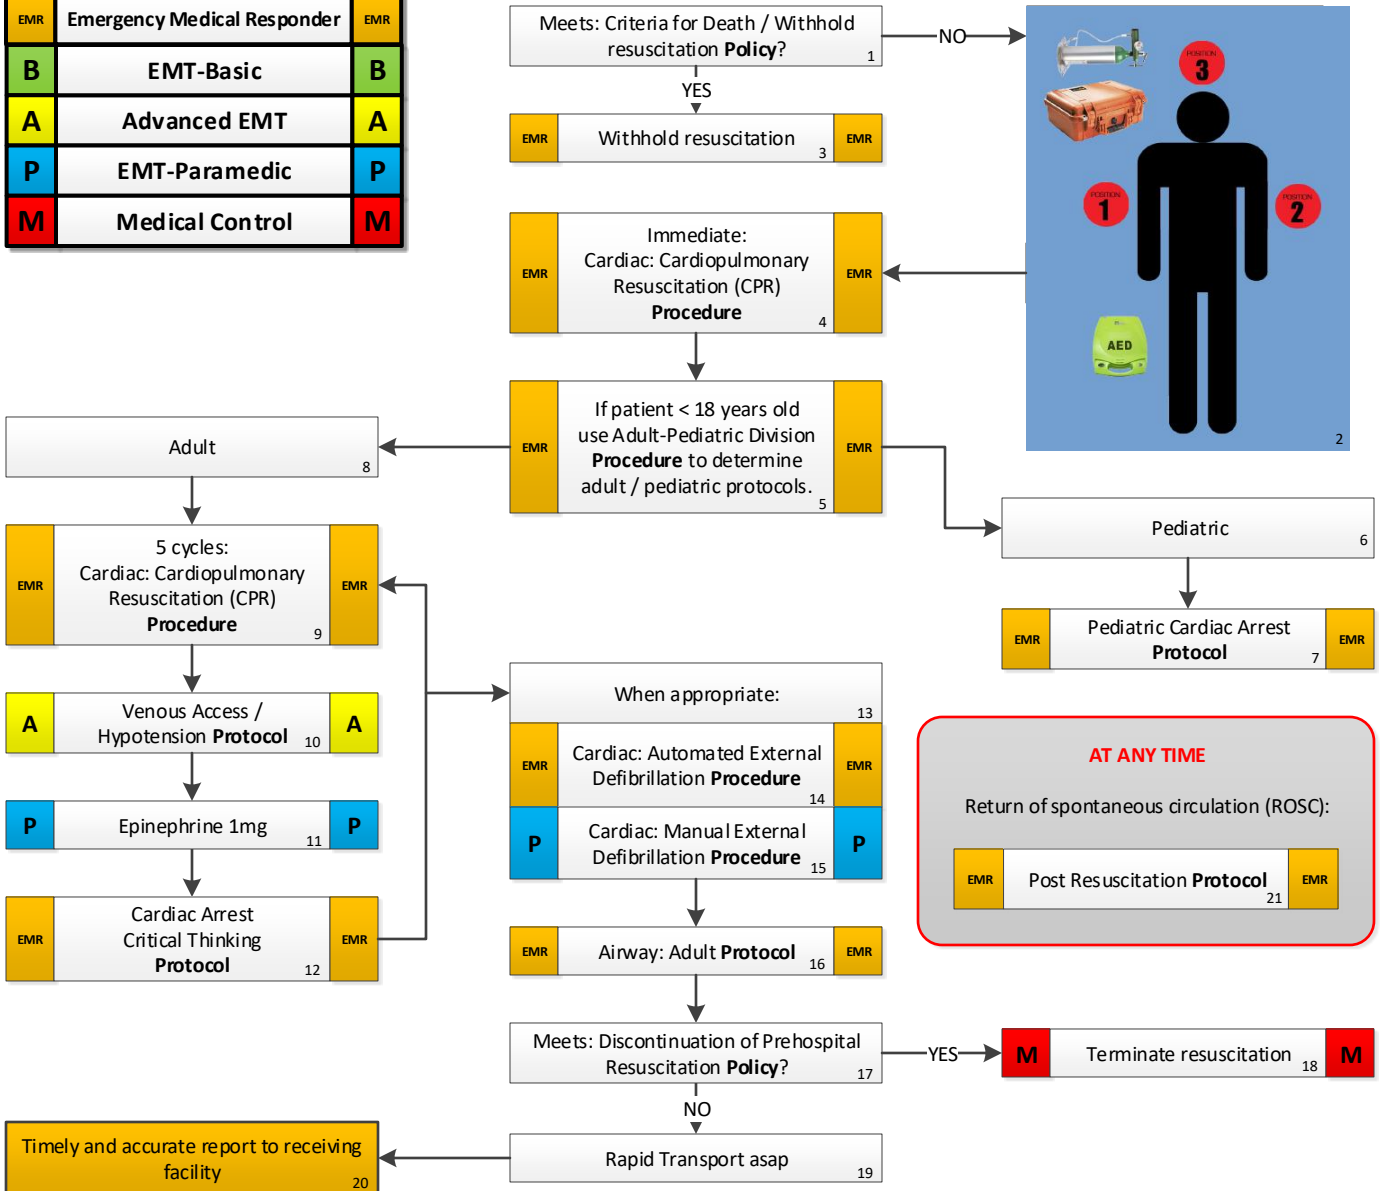 EMR Emergency Medical Responder EMR
B EMT-Basic B
A Advanced EMT A
P EMT-Paramedic P
M Medical Control M
Meets: Criteria for Death / Withhold
resuscitation Policy?
1
NO
YES
EMR Withhold resuscitation EMR
3
POSITION
3
POSITION
1
POSITION
2
AED
2
Immediate:
Cardiac: Cardiopulmonary
EMR Resuscitation (CPR) EMR
Procedure
4
If patient < 18 years old
use Adult-Pediatric Division
EMR Procedure to determine EMR
adult / pediatric protocols.
5
Adult
8
Pediatric
6
5 cycles:
Cardiac: Cardiopulmonary
EMR Resuscitation (CPR) EMR
Procedure
9
Pediatric Cardiac Arrest
EMR Protocol EMR
7
Venous Access /
A Hypotension Protocol A
10
P Epinephrine 1mg P
11
Cardiac Arrest
EMR Critical Thinking EMR
Protocol
12
When appropriate:
13
Cardiac: Automated External
EMR Defibrillation Procedure EMR
14
Cardiac: Manual External
P Defibrillation Procedure P
15
EMR Airway: Adult Protocol EMR
16
Meets: Discontinuation of Prehospital
Resuscitation Policy?
17
YES
M Terminate resuscitation M
18
NO
Rapid Transport asap
19
Timely and accurate report to receiving
facility
20
AT ANY TIME
Return of spontaneous circulation (ROSC):
EMR Post Resuscitation Protocol EMR
21